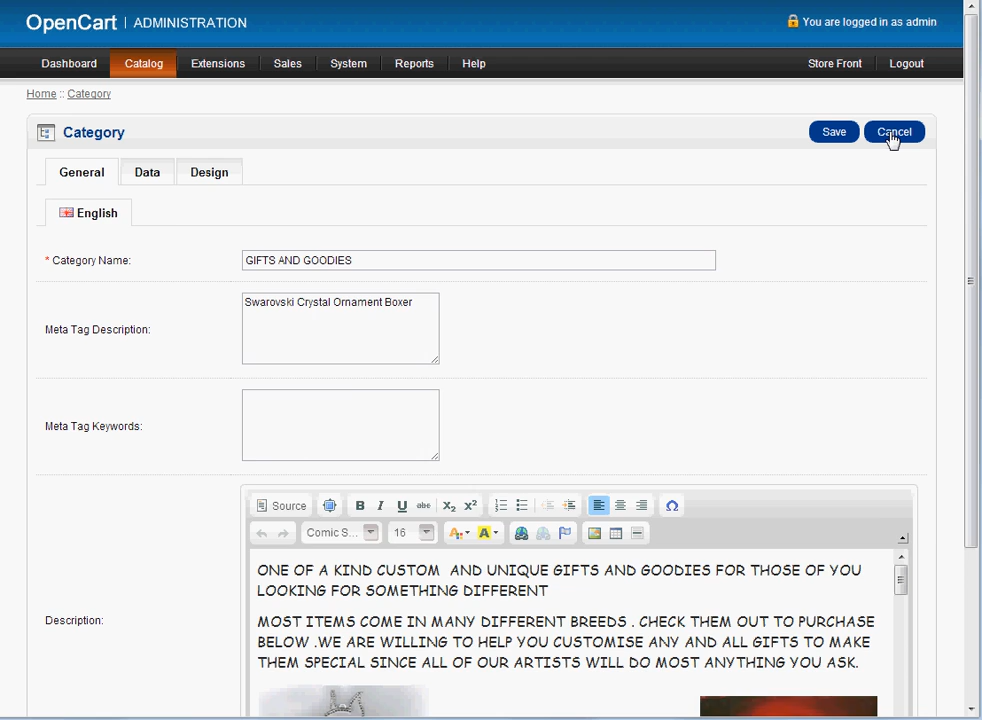 OpenCart | ADMINISTRATION
You are logged in as admin
Dashboard Catalog Extensions Sales System Reports Help Store Front Logout
Home :: Category
Category Save Cancel
General Data Design
English
* Category Name: GIFTS AND GOODIES
Meta Tag Description: Swarovski Crystal Ornament Boxer
Meta Tag Keywords:
Source B I U abc X₂ X² Ω
Comic S... 16 A A
Description:
ONE OF A KIND CUSTOM AND UNIQUE GIFTS AND GOODIES FOR THOSE OF YOU
LOOKING FOR SOMETHING DIFFERENT
MOST ITEMS COME IN MANY DIFFERENT BREEDS . CHECK THEM OUT TO PURCHASE
BELOW .WE ARE WILLING TO HELP YOU CUSTOMISE ANY AND ALL GIFTS TO MAKE
THEM SPECIAL SINCE ALL OF OUR ARTISTS WILL DO MOST ANYTHING YOU ASK.